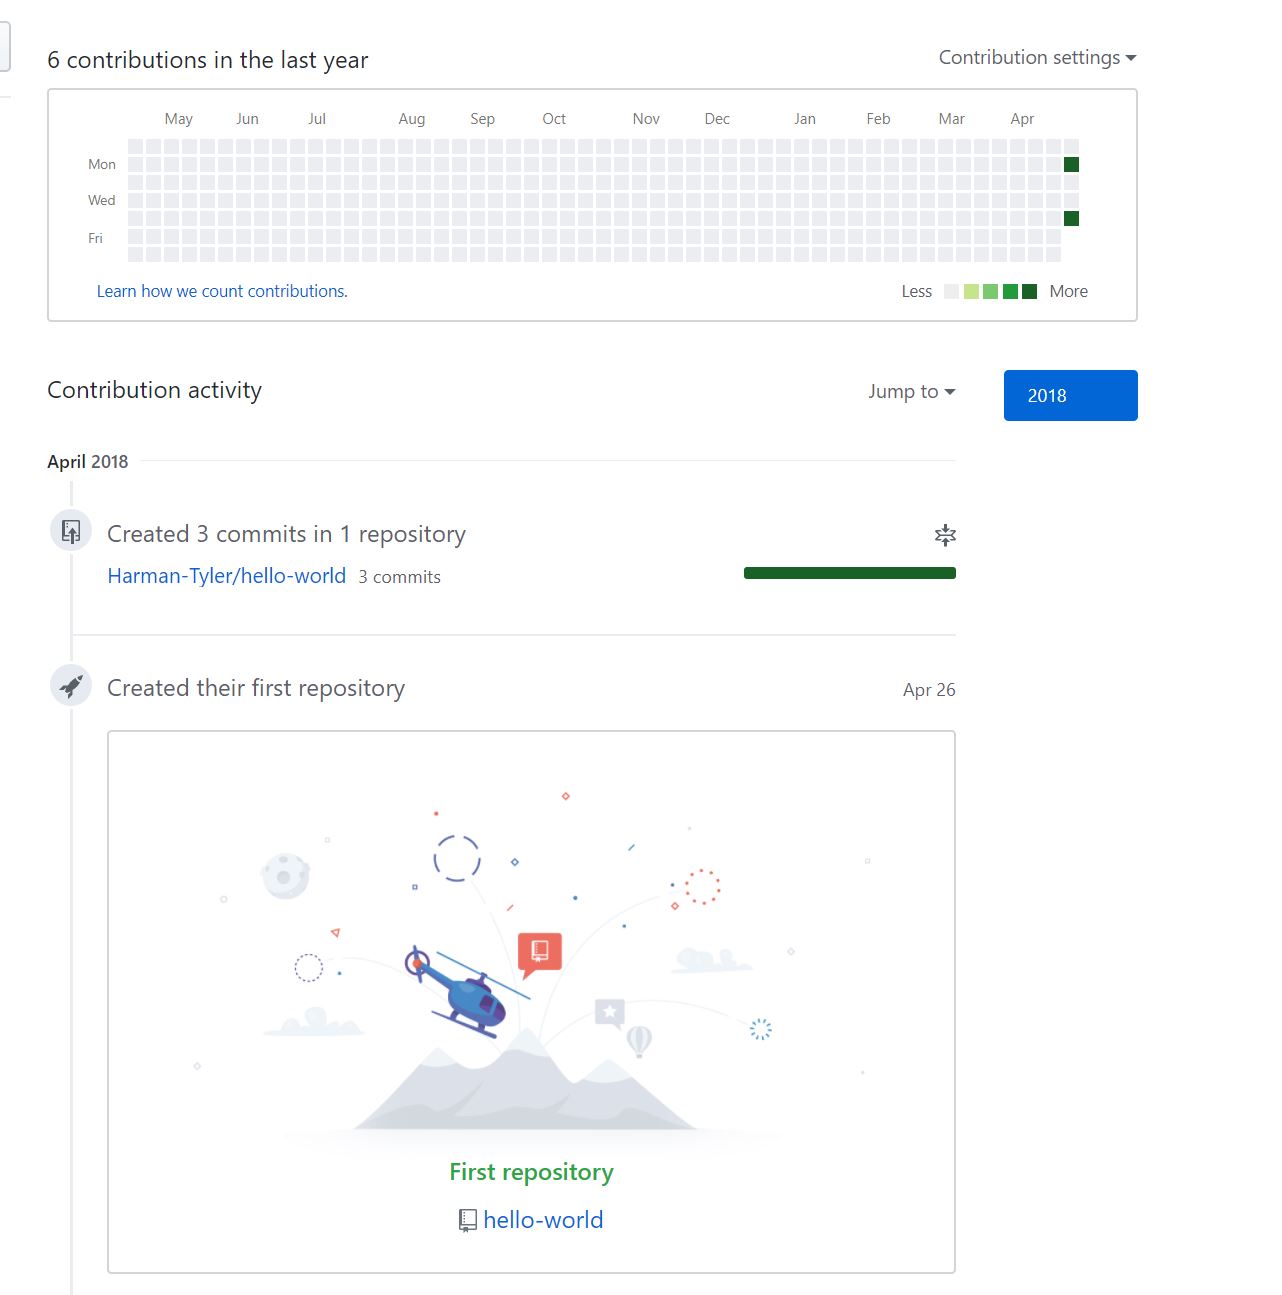 6 contributions in the last year
Contribution settings
May Jun Jul Aug Sep Oct Nov Dec Jan Feb Mar Apr
Mon
Wed
Fri
Learn how we count contributions.
Less More
Contribution activity
Jump to
2018
April 2018
Created 3 commits in 1 repository
Harman-Tyler/hello-world 3 commits
Created their first repository
Apr 26
First repository
hello-world